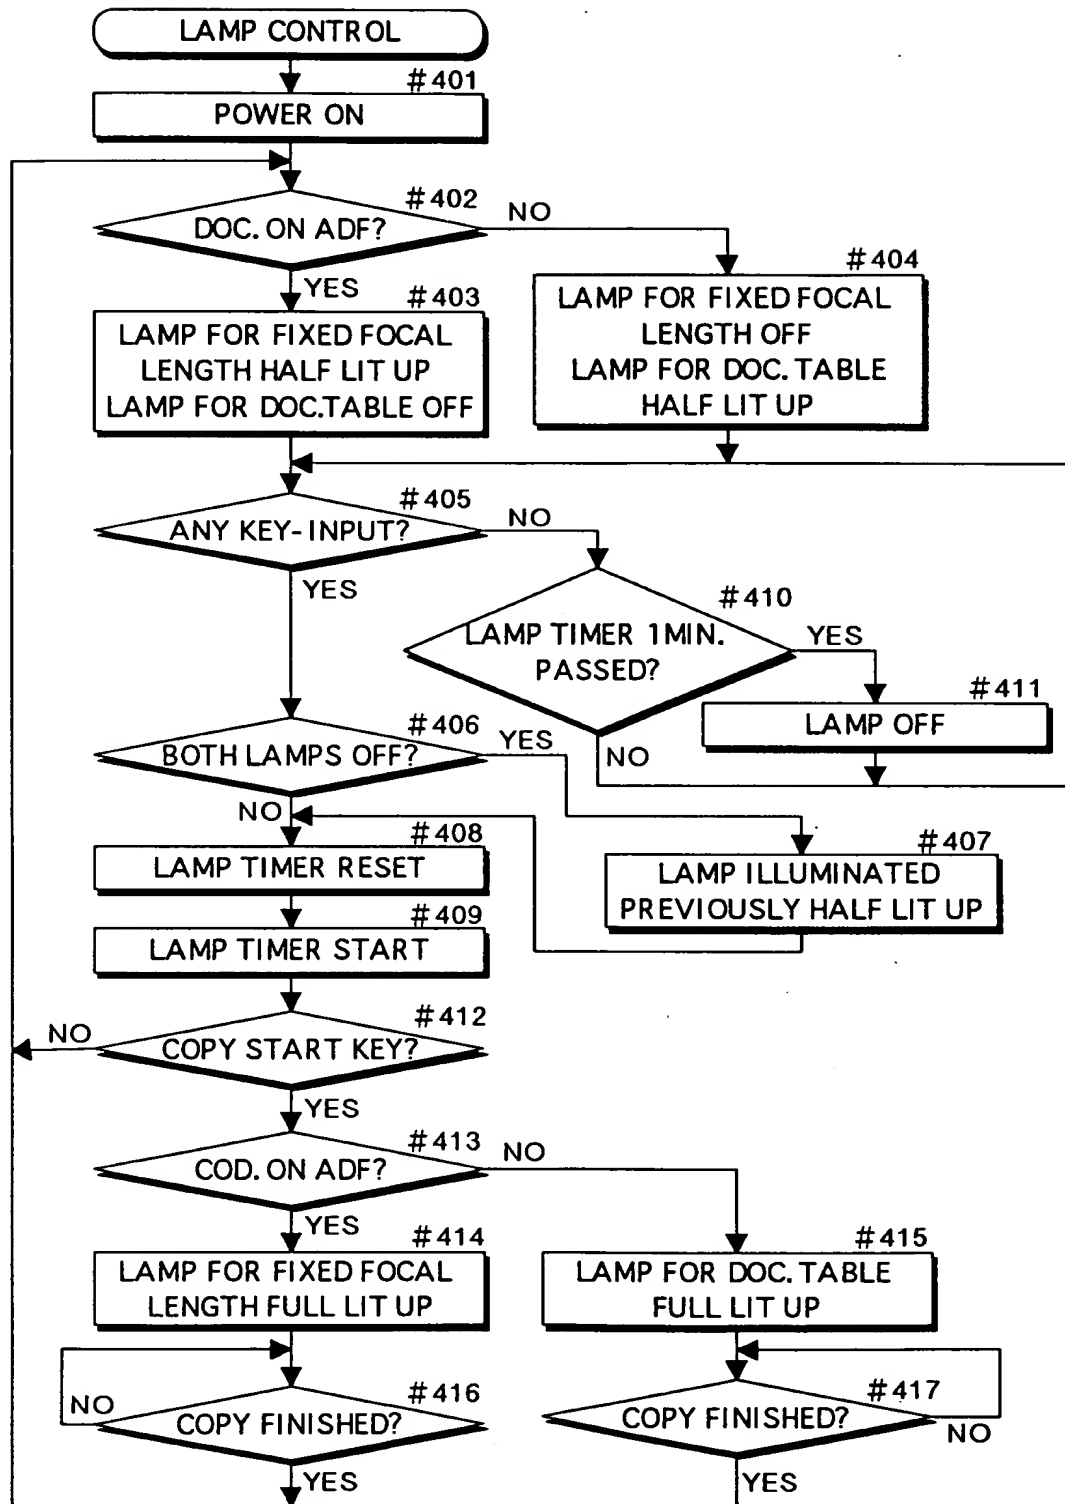 LAMP CONTROL
#401
POWER ON
#402
DOC. ON ADF?
NO
YES
#403
LAMP FOR FIXED FOCAL
LENGTH HALF LIT UP
LAMP FOR DOC.TABLE OFF
#404
LAMP FOR FIXED FOCAL
LENGTH OFF
LAMP FOR DOC. TABLE
HALF LIT UP
#405
ANY KEY-INPUT?
NO
YES
#410
LAMP TIMER 1MIN.
PASSED?
YES
NO
#411
LAMP OFF
#406
BOTH LAMPS OFF?
YES
NO
#407
LAMP ILLUMINATED
PREVIOUSLY HALF LIT UP
#408
LAMP TIMER RESET
#409
LAMP TIMER START
#412
COPY START KEY?
NO
YES
#413
COD. ON ADF?
NO
YES
#414
LAMP FOR FIXED FOCAL
LENGTH FULL LIT UP
#415
LAMP FOR DOC. TABLE
FULL LIT UP
#416
COPY FINISHED?
NO
YES
#417
COPY FINISHED?
NO
YES